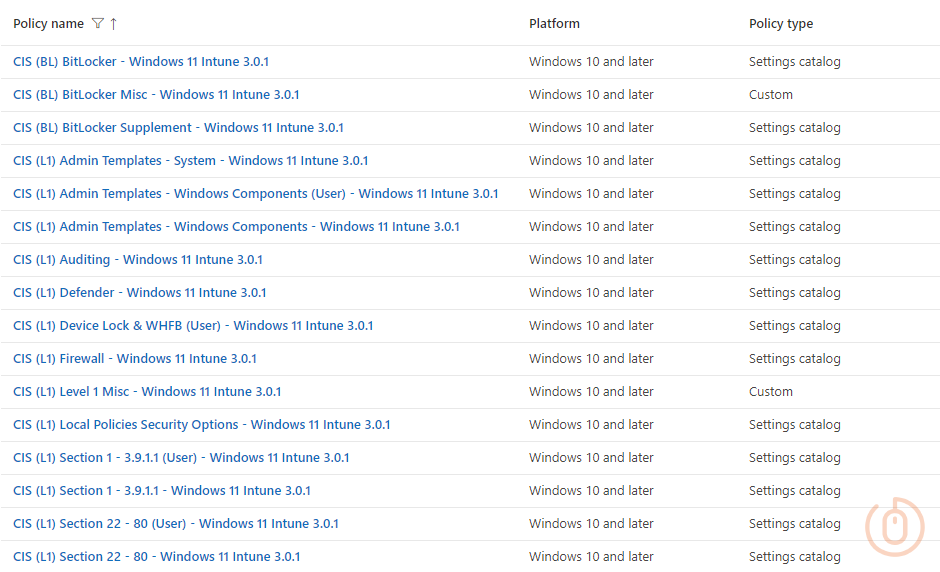 Policy name Platform Policy type
CIS (BL) BitLocker - Windows 11 Intune 3.0.1 Windows 10 and later Settings catalog
CIS (BL) BitLocker Misc - Windows 11 Intune 3.0.1 Windows 10 and later Custom
CIS (BL) BitLocker Supplement - Windows 11 Intune 3.0.1 Windows 10 and later Settings catalog
CIS (L1) Admin Templates - System - Windows 11 Intune 3.0.1 Windows 10 and later Settings catalog
CIS (L1) Admin Templates - Windows Components (User) - Windows 11 Intune 3.0.1 Windows 10 and later Settings catalog
CIS (L1) Admin Templates - Windows Components - Windows 11 Intune 3.0.1 Windows 10 and later Settings catalog
CIS (L1) Auditing - Windows 11 Intune 3.0.1 Windows 10 and later Settings catalog
CIS (L1) Defender - Windows 11 Intune 3.0.1 Windows 10 and later Settings catalog
CIS (L1) Device Lock & WHFB (User) - Windows 11 Intune 3.0.1 Windows 10 and later Settings catalog
CIS (L1) Firewall - Windows 11 Intune 3.0.1 Windows 10 and later Settings catalog
CIS (L1) Level 1 Misc - Windows 11 Intune 3.0.1 Windows 10 and later Custom
CIS (L1) Local Policies Security Options - Windows 11 Intune 3.0.1 Windows 10 and later Settings catalog
CIS (L1) Section 1 - 3.9.1.1 (User) - Windows 11 Intune 3.0.1 Windows 10 and later Settings catalog
CIS (L1) Section 1 - 3.9.1.1 - Windows 11 Intune 3.0.1 Windows 10 and later Settings catalog
CIS (L1) Section 22 - 80 (User) - Windows 11 Intune 3.0.1 Windows 10 and later Settings catalog
CIS (L1) Section 22 - 80 - Windows 11 Intune 3.0.1 Windows 10 and later Settings catalog